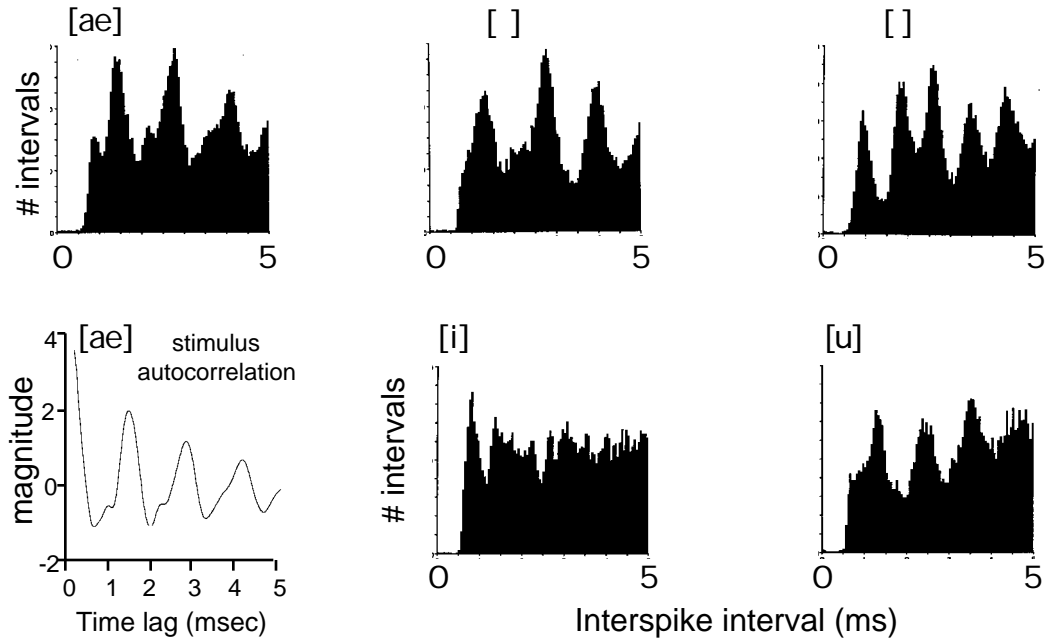 [ae]
[ ]
[ ]
# intervals
0
5
0
5
0
5
[ae]
stimulus
autocorrelation
magnitude
4
2
0
-2
0
1
2
3
4
5
Time lag (msec)
[i]
[u]
# intervals
0
5
0
5
Interspike interval (ms)